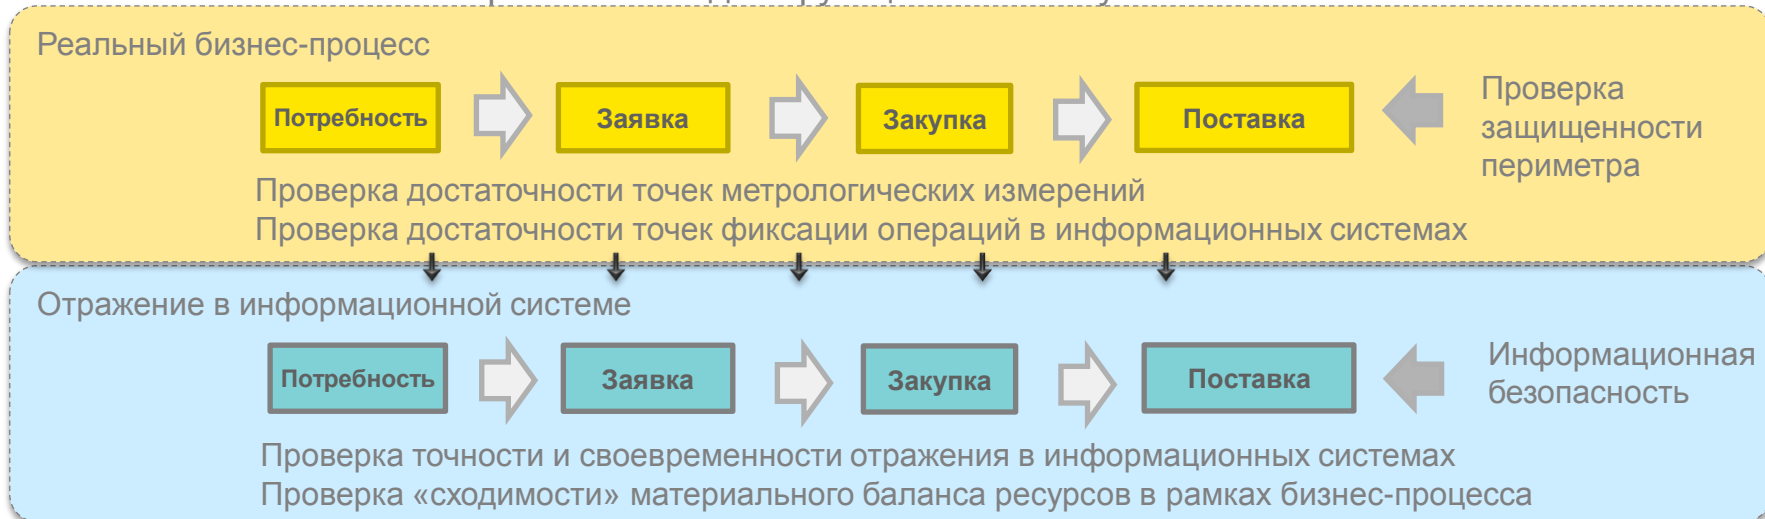 Реальный бизнес-процесс
Потребность
Заявка
Закупка
Поставка
Проверка
защищенности
периметра
Проверка достаточности точек метрологических измерений
Проверка достаточности точек фиксации операций в информационных системах
Отражение в информационной системе
Потребность
Заявка
Закупка
Поставка
Информационная
безопасность
Проверка точности и своевременности отражения в информационных системах
Проверка «сходимости» материального баланса ресурсов в рамках бизнес-процесса